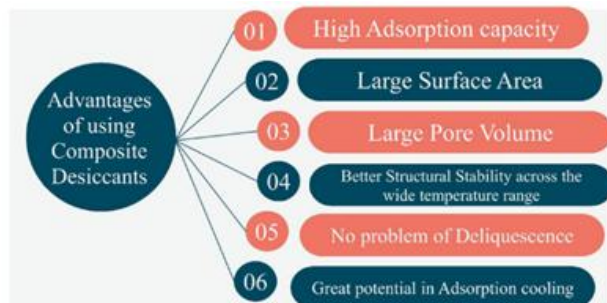 Advantages
of using
Composite
Desiccants
01
High Adsorption capacity
02
Large Surface Area
03
Large Pore Volume
04
Better Structural Stability across the
wide temperature range
05
No problem of Deliquescence
06
Great potential in Adsorption cooling